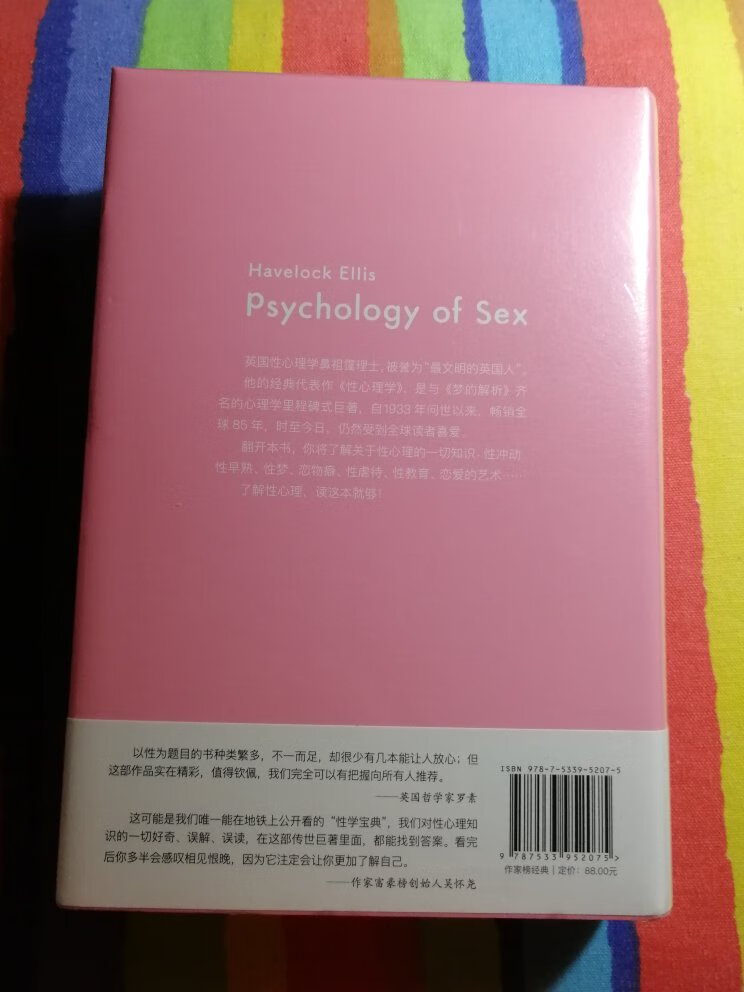 Havelock Ellis
Psychology of Sex
英国性心理学鼻祖霭理士，被誉为“最文明的英国人”。
他的经典代表作《性心理学》，是与《梦的解析》齐
名的心理学里程碑式巨著，自1933年问世以来，畅销全
球85年，时至今日，仍然受到全球读者喜爱。
翻开本书，你将了解关于性心理的一切知识：性冲动
性早熟、性梦、恋物癖、性虐待、性教育、恋爱的艺术……
了解性心理，读这本就够！
以性为题目的书种类繁多，不一而足，却很少有几本能让人放心；但
这部作品实在精彩，值得钦佩，我们完全可以有把握向所有人推荐。
——英国哲学家罗素
这可能是我们唯一能在地铁上公开看的“性学宝典”，我们对性心理知
识的一切好奇、误解、误读，在这部传世巨著里面，都能找到答案。看完
后你多半会感叹相见恨晚，因为它注定会让你更加了解自己。
——作家富豪榜创始人吴怀尧
ISBN 978-7-5339-5207-5
9 787533 952075 >
作家榜经典｜定价：88.00元